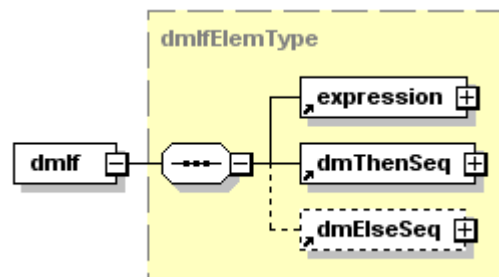 dmIfElemType
expression
dmIf
dmThenSeq
dmElseSeq